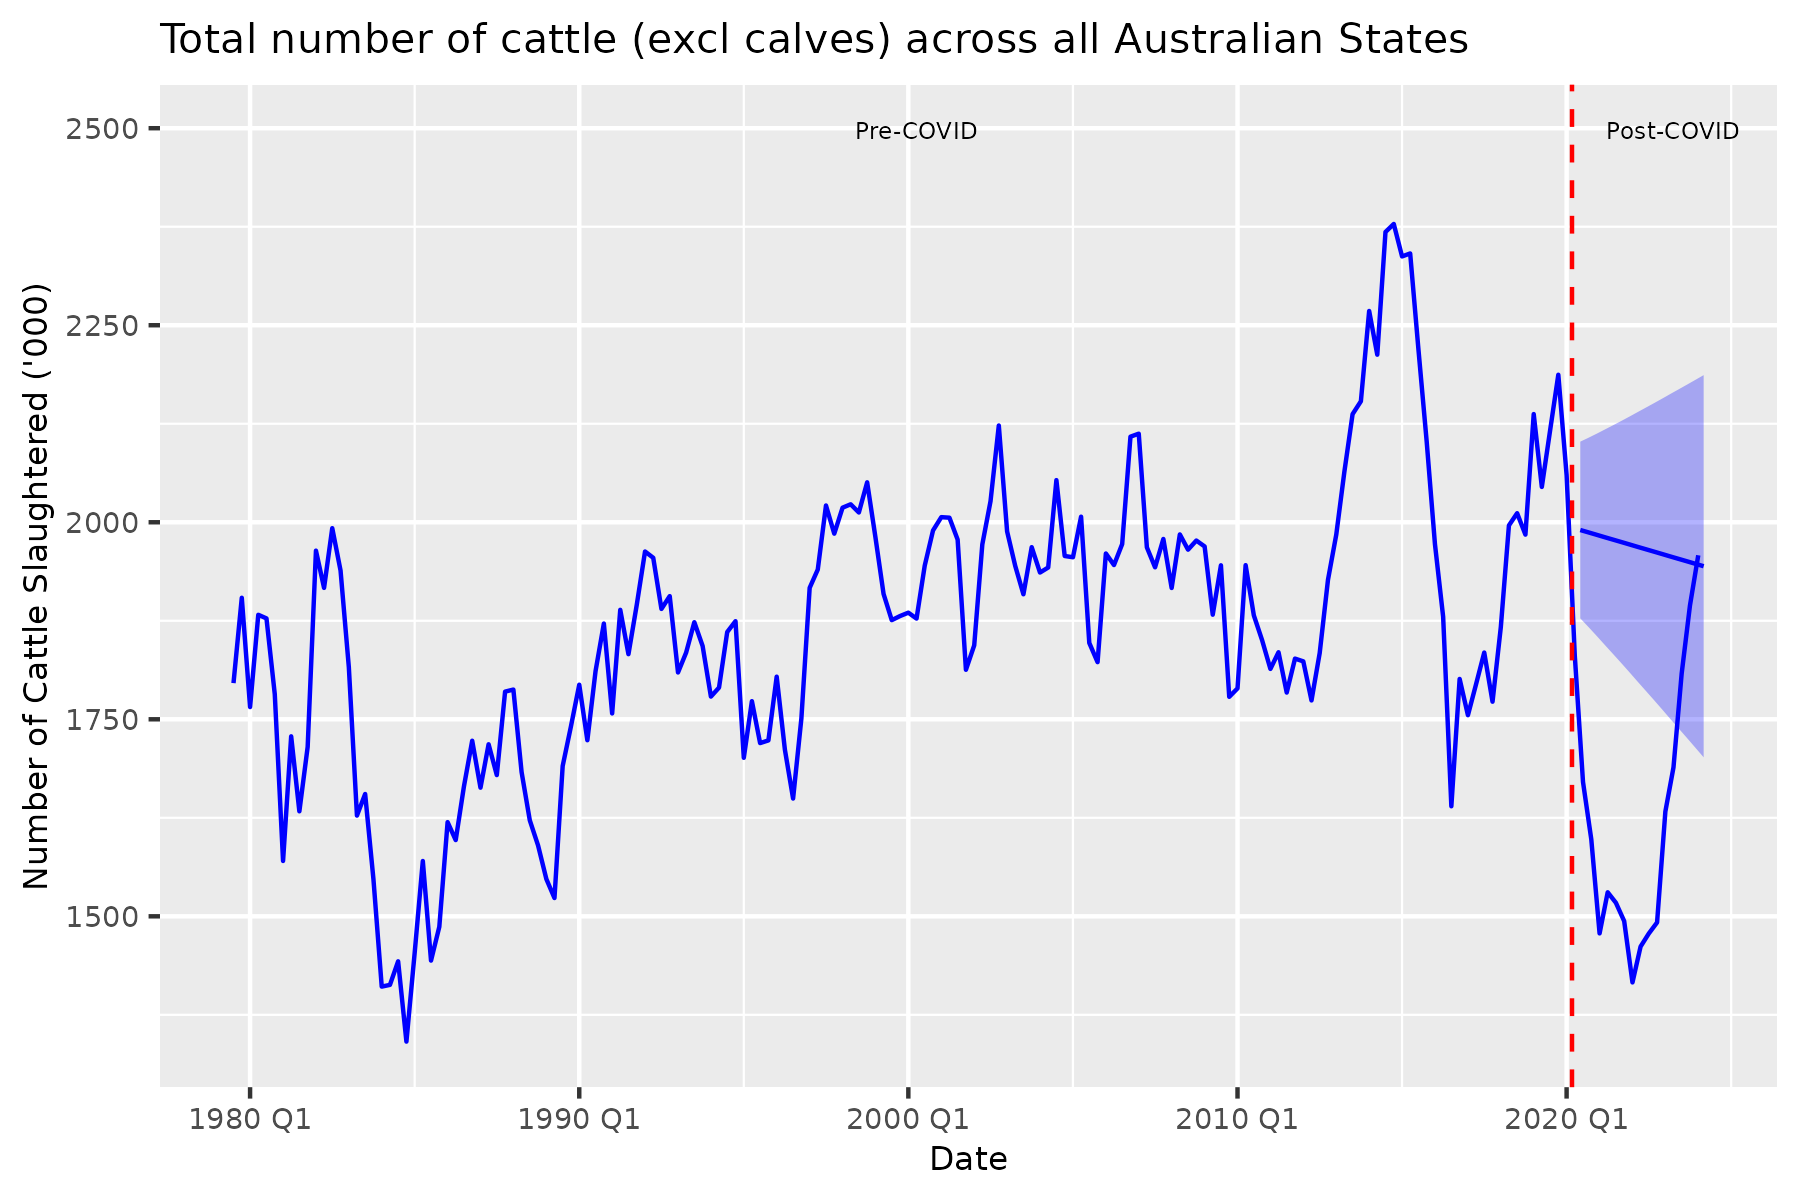 Total number of cattle (excl calves) across all Australian States
Pre-COVID
Post-COVID
2500
2250
2000
1750
1500
Number of Cattle Slaughtered ('000)
1980 Q1
1990 Q1
2000 Q1
2010 Q1
2020 Q1
Date